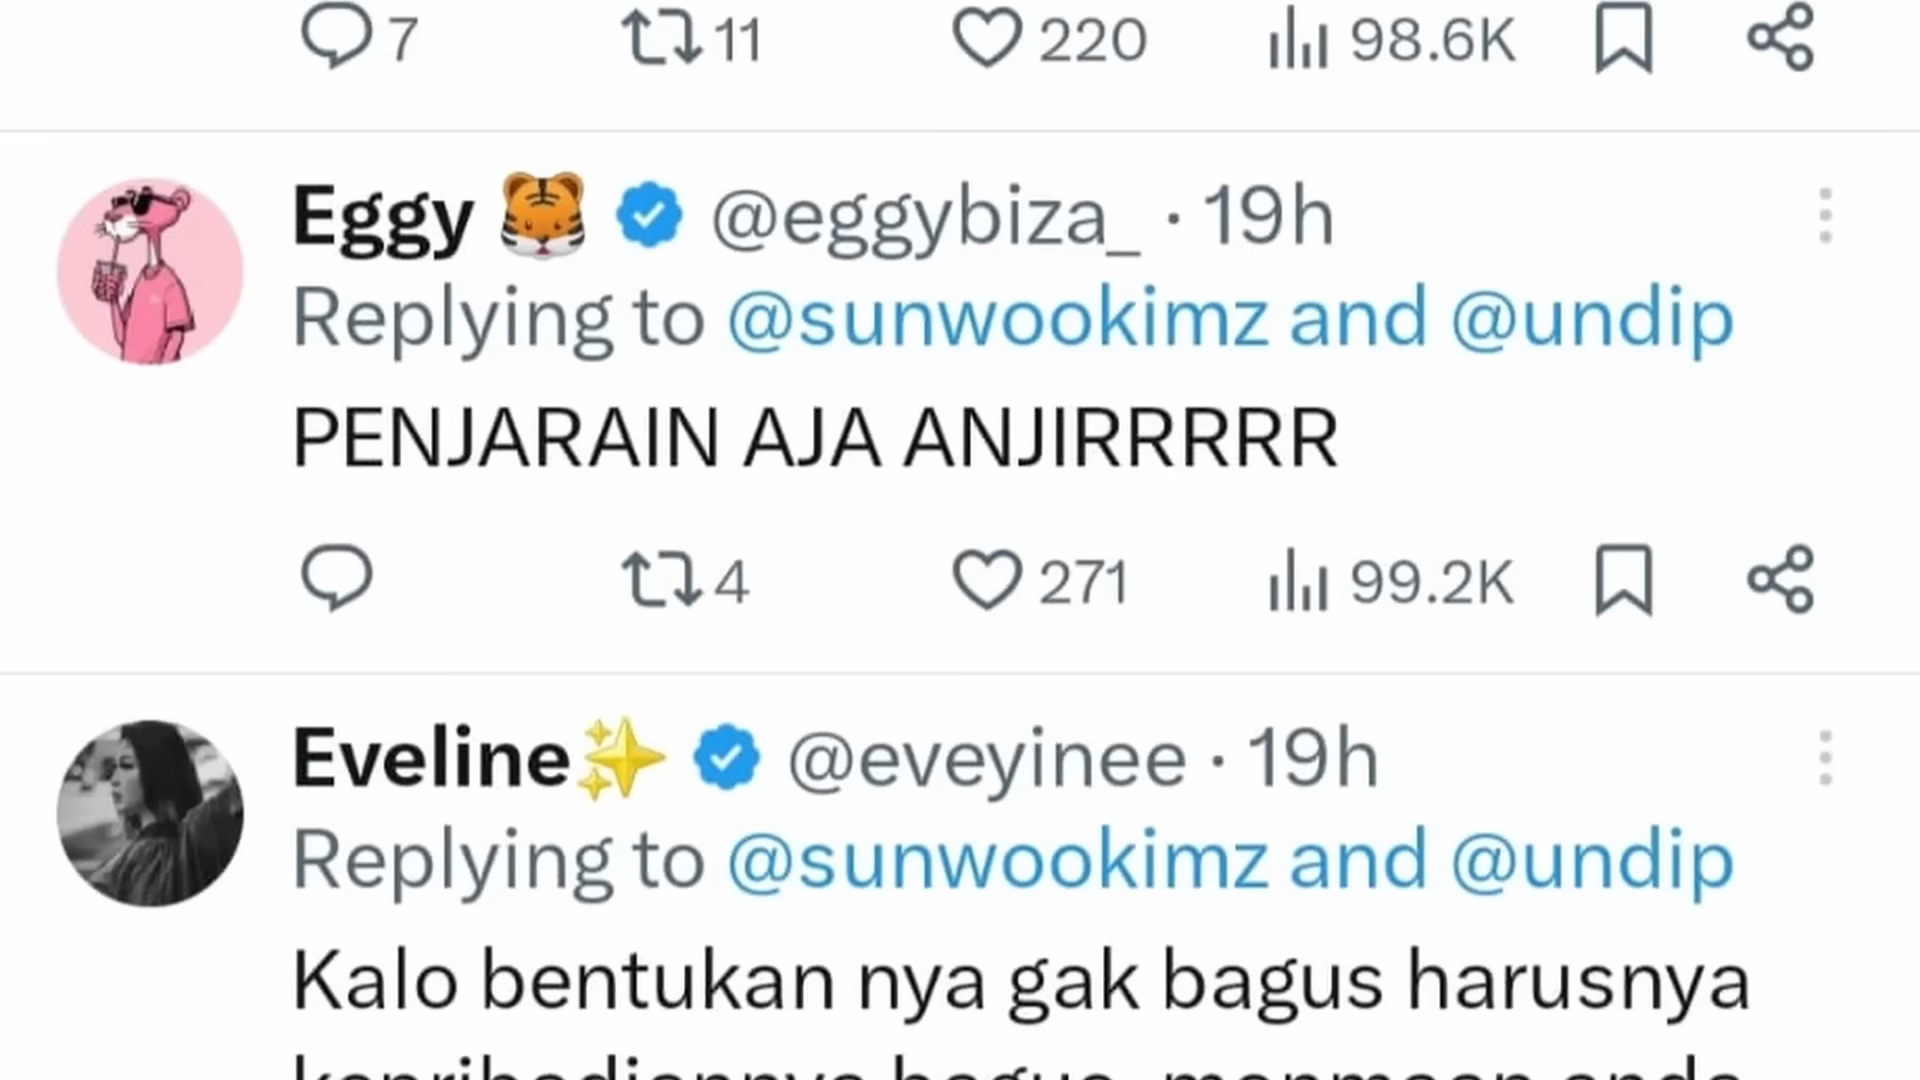 7 11 220 98.6K
Eggy 🐯 @eggybiza_ · 19h
Replying to @sunwookimz and @undip
PENJARAIN AJA ANJIRRRRR
4 271 99.2K
Eveline✨ @eveyinee · 19h
Replying to @sunwookimz and @undip
Kalo bentukan nya gak bagus harusnya